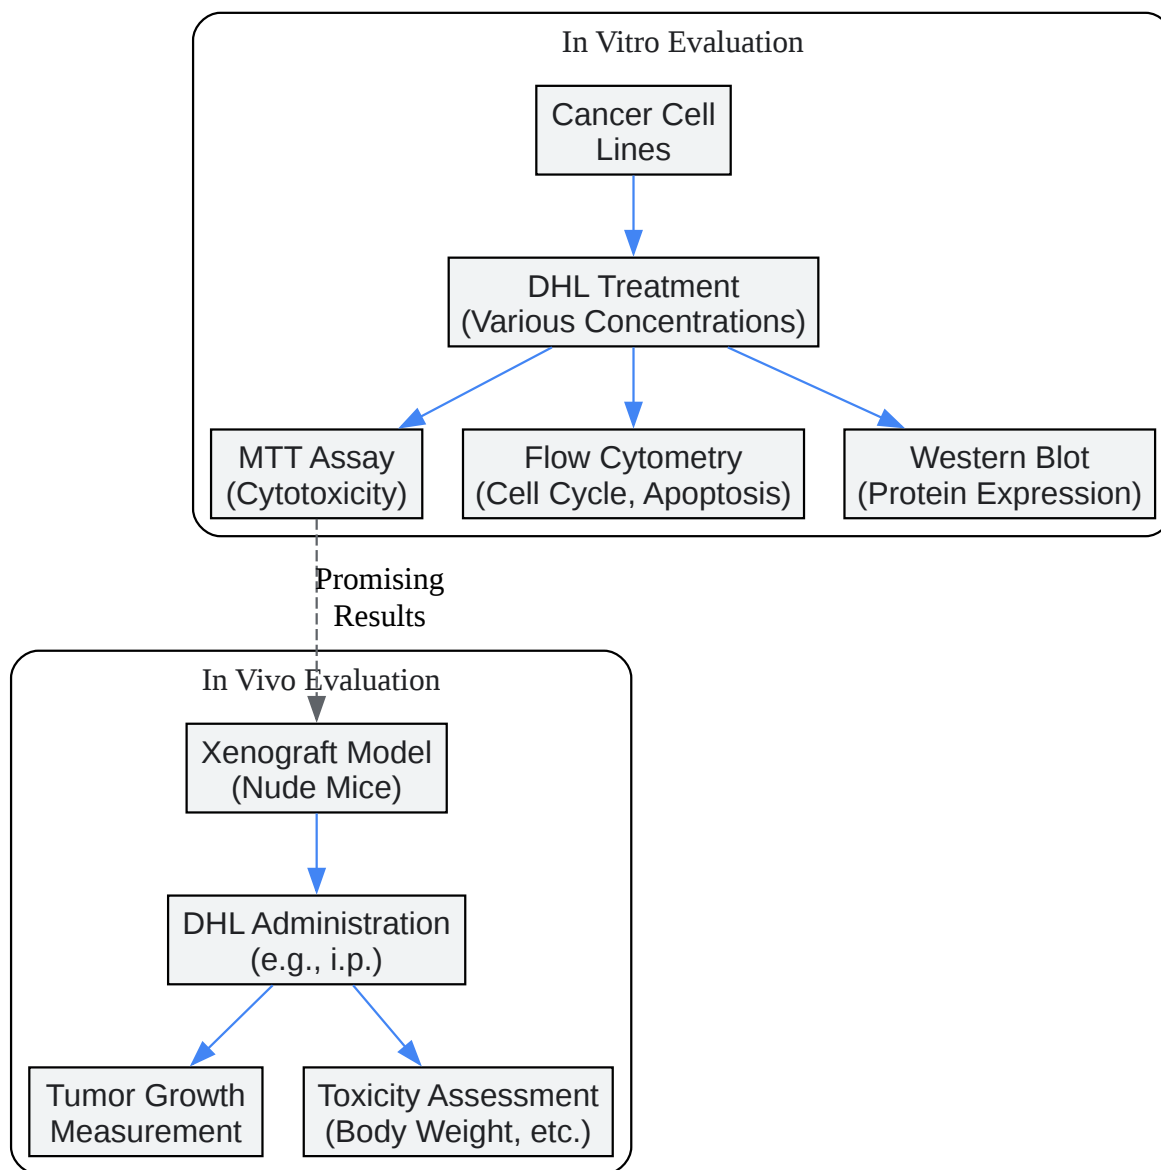 In Vitro Evaluation
Cancer Cell
Lines
DHL Treatment
(Various Concentrations)
MTT Assay
(Cytotoxicity)
Flow Cytometry
(Cell Cycle, Apoptosis)
Western Blot
(Protein Expression)
Promising
Results
In Vivo Evaluation
Xenograft Model
(Nude Mice)
DHL Administration
(e.g., i.p.)
Tumor Growth
Measurement
Toxicity Assessment
(Body Weight, etc.)